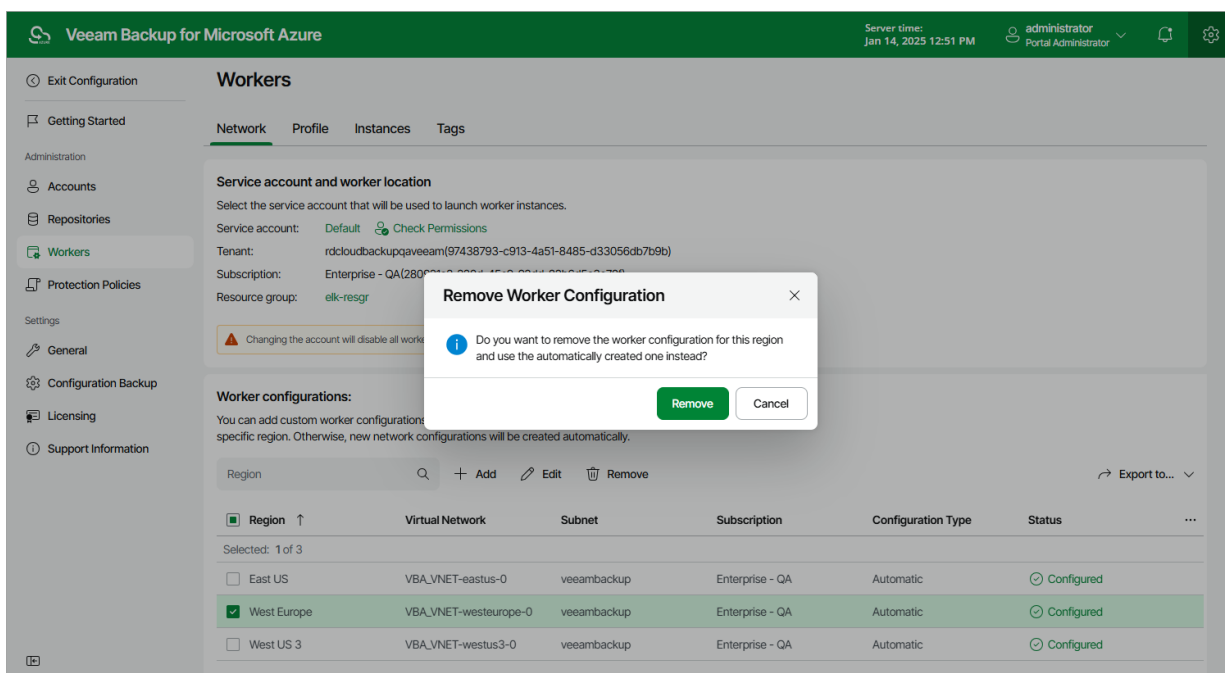 Veeam Backup for Microsoft Azure
Server time:
Jan 14, 2025 12:51 PM
administrator
Portal Administrator
Exit Configuration
Getting Started
Administration
Accounts
Repositories
Workers
Protection Policies
Settings
General
Configuration Backup
Licensing
Support Information
Workers
Network Profile Instances Tags
Service account and worker location
Select the service account that will be used to launch worker instances.
Service account: Default Check Permissions
Tenant: rdcloudbackupqaveeam(97438793-c913-4a51-8485-d33056db7b9b)
Subscription: Enterprise - QA
Resource group: elk-resgr
Changing the account will disable all
Remove Worker Configuration
Do you want to remove the worker configuration for this region
and use the automatically created one instead?
Remove Cancel
Worker configurations:
You can add custom worker configurations
specific region. Otherwise, new network configurations will be created automatically.
Region + Add Edit Remove Export to...
Region ↑ Virtual Network Subnet Subscription Configuration Type Status ...
Selected: 1 of 3
East US VBA_VNET-eastus-0 veeambackup Enterprise - QA Automatic Configured
West Europe VBA_VNET-westeurope-0 veeambackup Enterprise - QA Automatic Configured
West US 3 VBA_VNET-westus3-0 veeambackup Enterprise - QA Automatic Configured